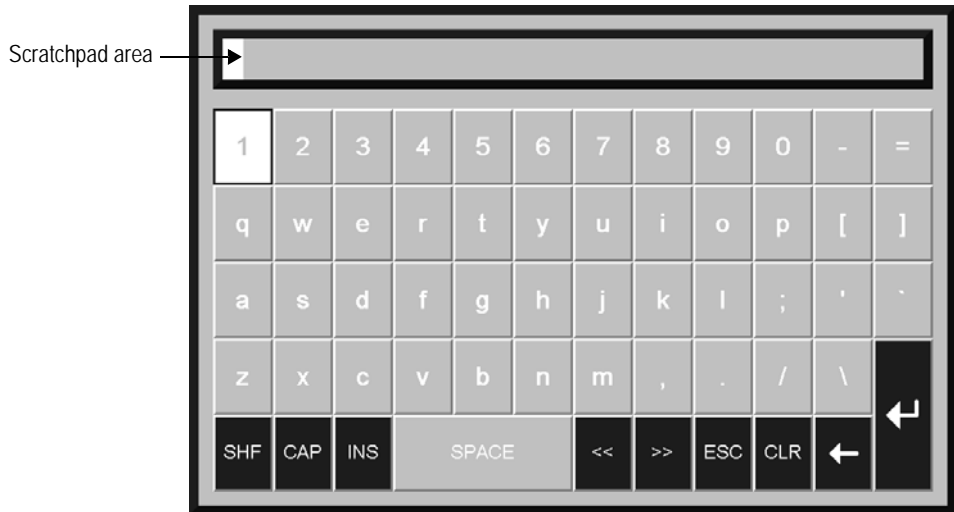 Scratchpad area
1 2 3 4 5 6 7 8 9 0 - =
q w e r t y u i o p [ ]
a s d f g h j k l ; ' `
z x c v b n m , . / \
SHF CAP INS SPACE << >> ESC CLR